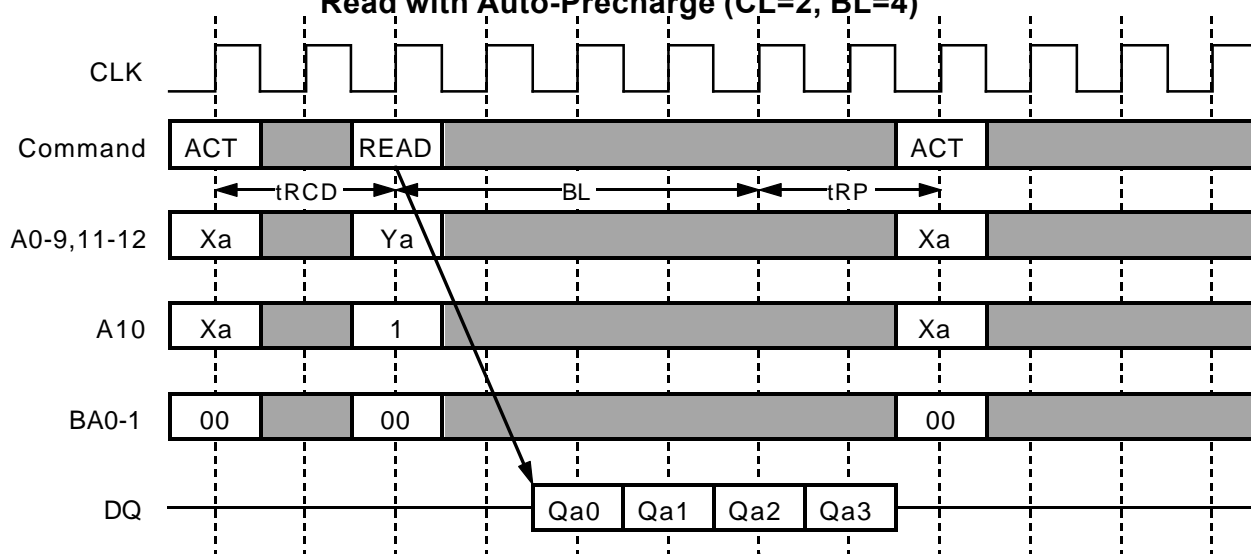 Read with Auto-Precharge (CL=2, BL=4)
CLK
Command ACT READ ACT
tRCD BL tRP
A0-9,11-12 Xa Ya Xa
A10 Xa 1 Xa
BA0-1 00 00 00
DQ Qa0 Qa1 Qa2 Qa3